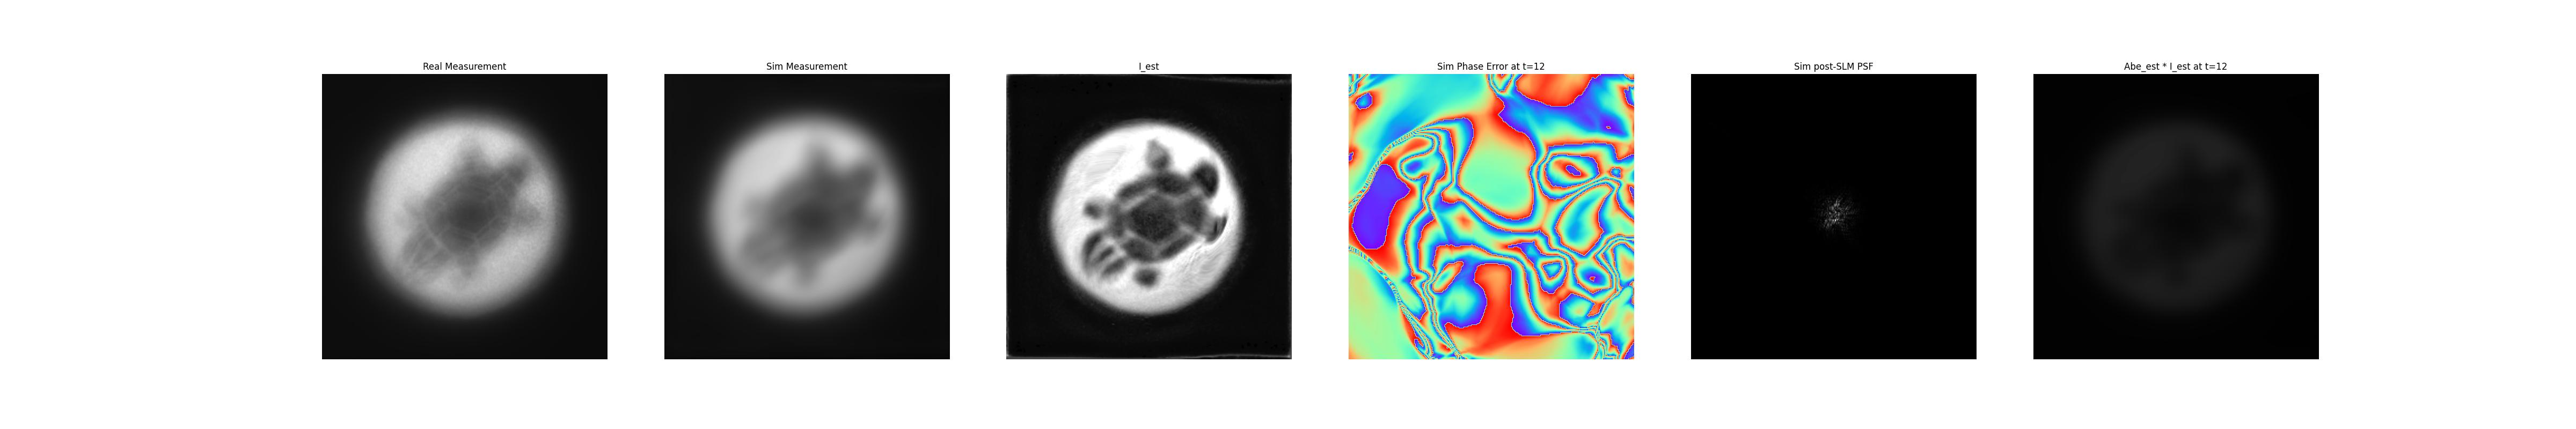 Real Measurement
Sim Measurement
I_est
Sim Phase Error at t=12
Sim post-SLM PSF
Abe_est * I_est at t=12